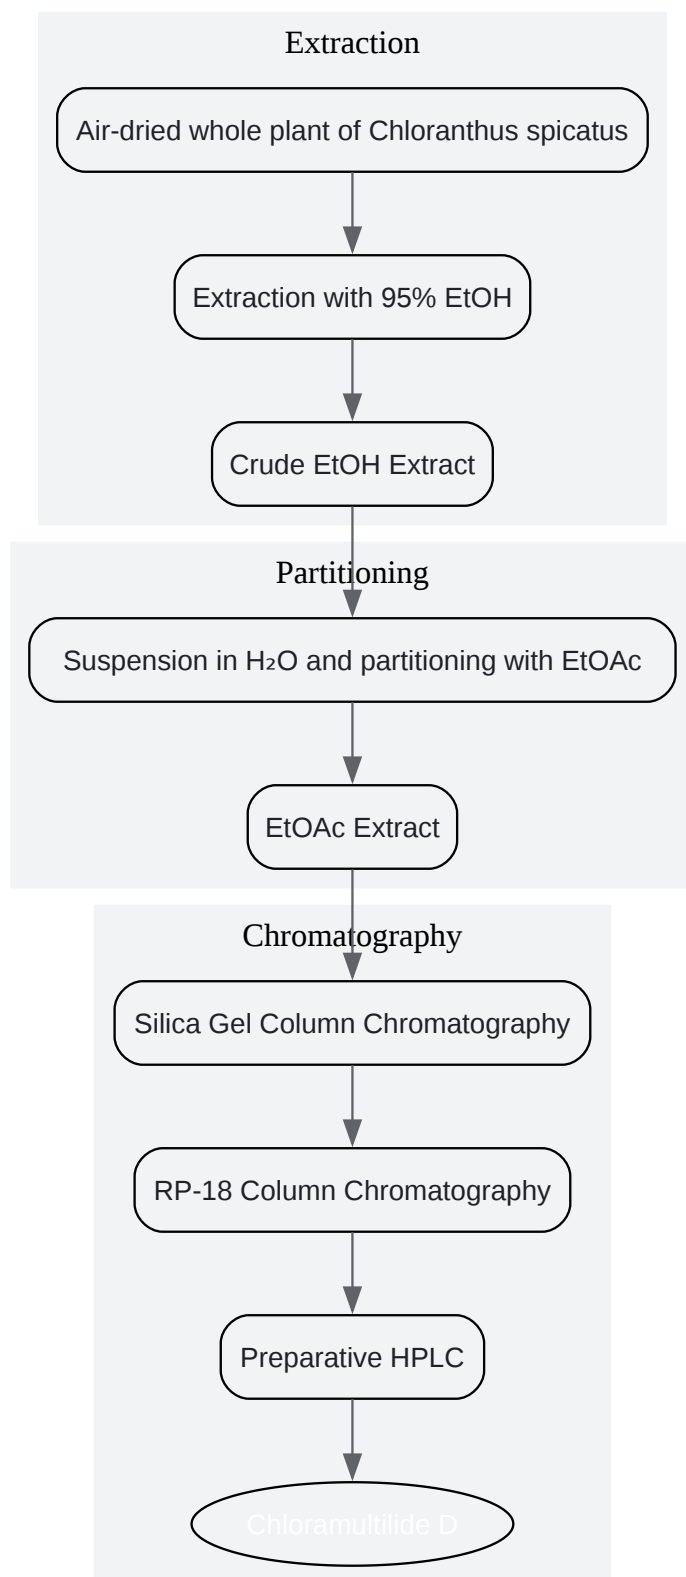 Extraction
Air-dried whole plant of Chloranthus spicatus
Extraction with 95% EtOH
Crude EtOH Extract
Partitioning
Suspension in H₂O and partitioning with EtOAc
EtOAc Extract
Chromatography
Silica Gel Column Chromatography
RP-18 Column Chromatography
Preparative HPLC
Chloramultilide D